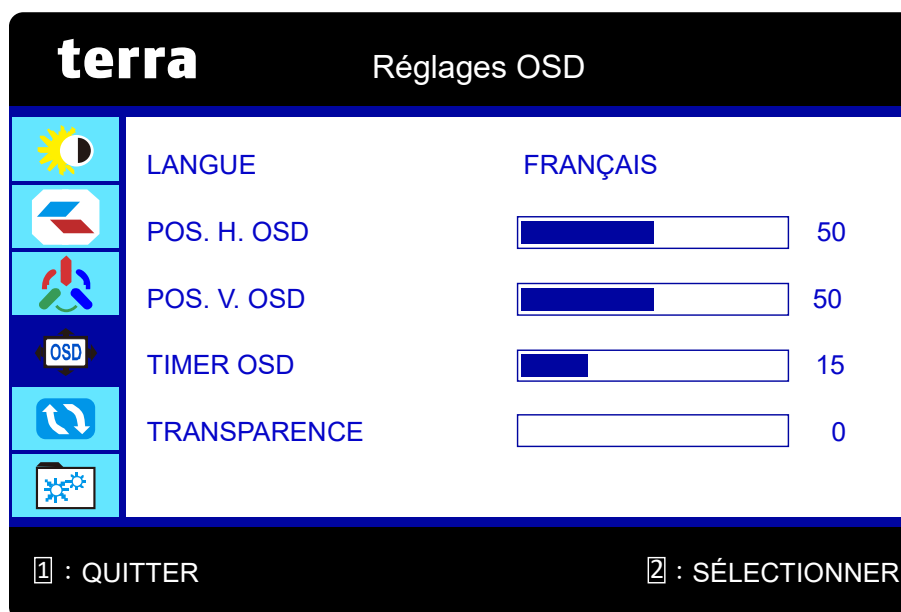 terra
Réglages OSD
LANGUE FRANÇAIS
POS. H. OSD 50
POS. V. OSD 50
OSD
TIMER OSD 15
TRANSPARENCE 0
1 : QUITTER 2 : SÉLECTIONNER